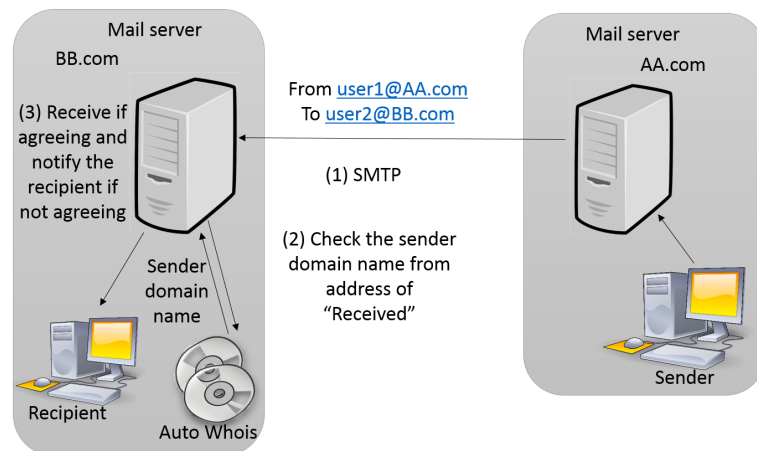 Mail server
BB.com
(3) Receive if
agreeing and
notify the
recipient if
not agreeing
Sender
domain
name
Recipient
Auto Whois
From user1@AA.com
To user2@BB.com
(1) SMTP
(2) Check the sender
domain name from
address of
“Received”
Mail server
AA.com
Sender